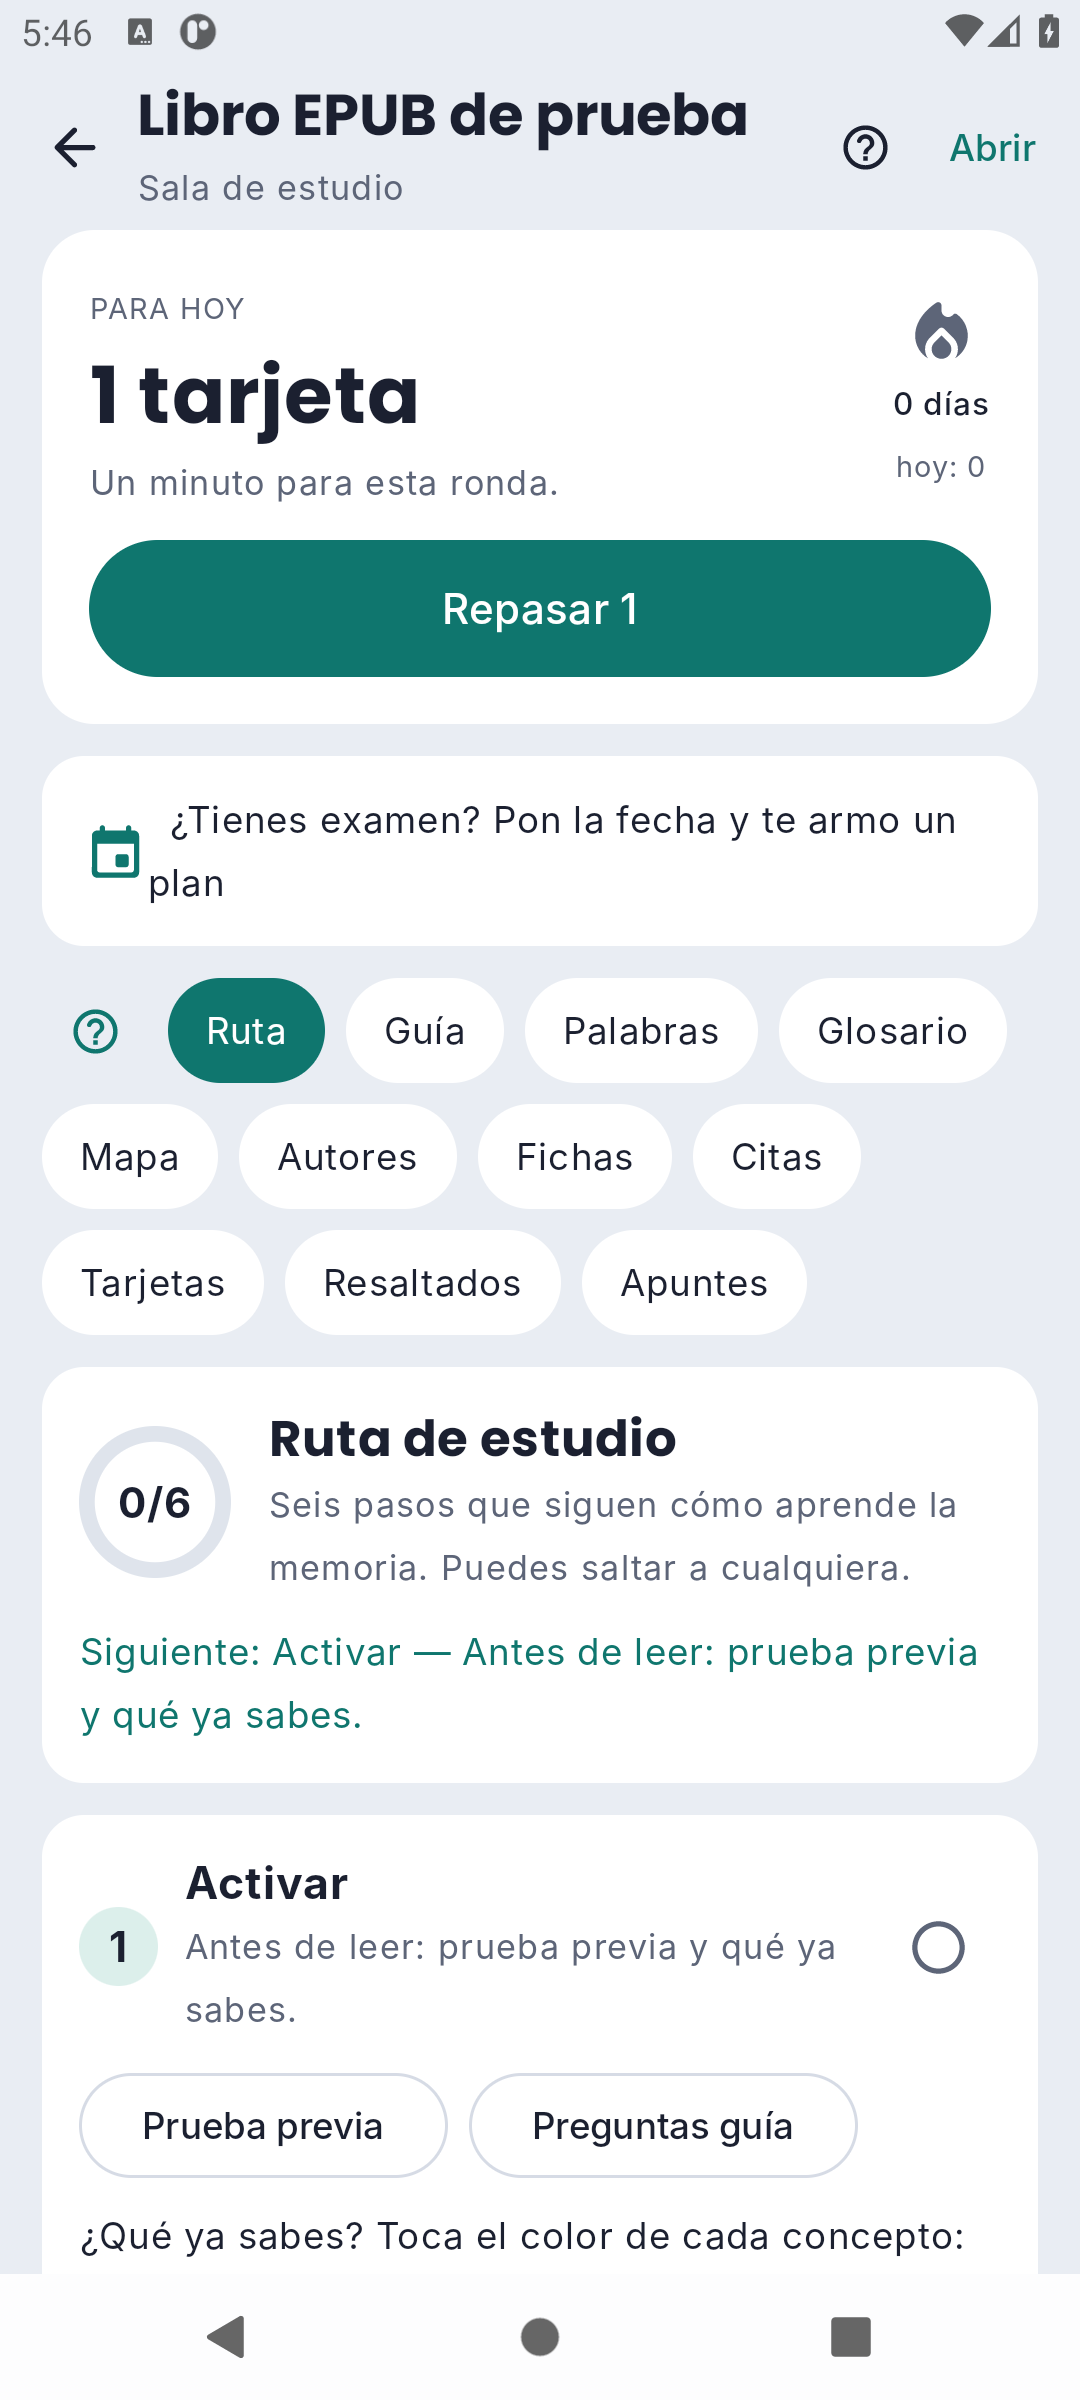 5:46
Libro EPUB de prueba
Sala de estudio
Abrir
PARA HOY
1 tarjeta
Un minuto para esta ronda.
0 días
hoy: 0
Repasar 1
¿Tienes examen? Pon la fecha y te armo un
plan
Ruta Guía Palabras Glosario
Mapa Autores Fichas Citas
Tarjetas Resaltados Apuntes
0/6
Ruta de estudio
Seis pasos que siguen cómo aprende la
memoria. Puedes saltar a cualquiera.
Siguiente: Activar — Antes de leer: prueba previa
y qué ya sabes.
1
Activar
Antes de leer: prueba previa y qué ya
sabes.
Prueba previa Preguntas guía
¿Qué ya sabes? Toca el color de cada concepto: